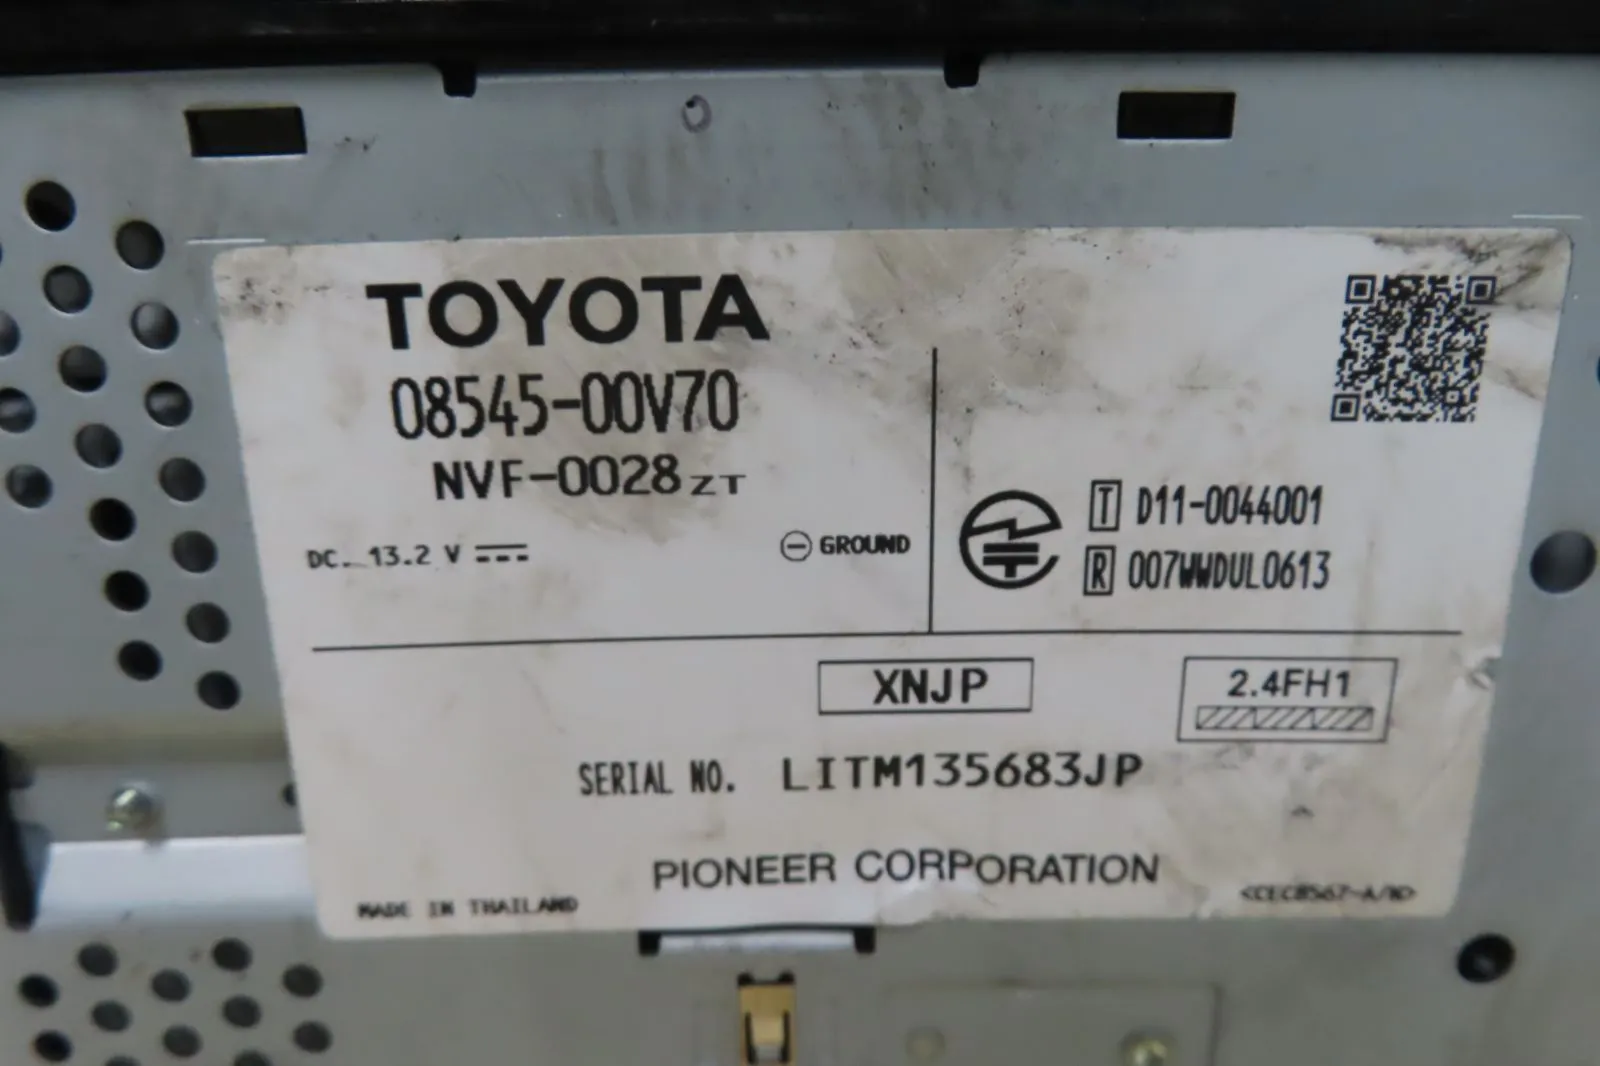 TOYOTA
08545-00V70
NVF-0028ZT
DC. 13.2 V
GROUND
T D11-0044001
R 007WWDUL0613
XNJP
2.4FH1
SERIAL NO. LITM135683JP
PIONEER CORPORATION
MADE IN THAILAND
<CEC8567-A/N>